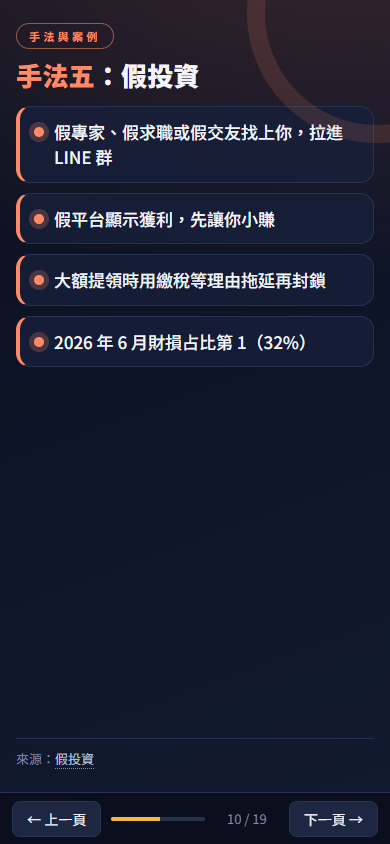 手法與案例
手法五：假投資
假專家、假求職或假交友找上你，拉進
LINE 群
假平台顯示獲利，先讓你小賺
大額提領時用繳稅等理由拖延再封鎖
2026 年 6 月財損占比第 1（32%）
來源：假投資
← 上一頁
10 / 19
下一頁 →